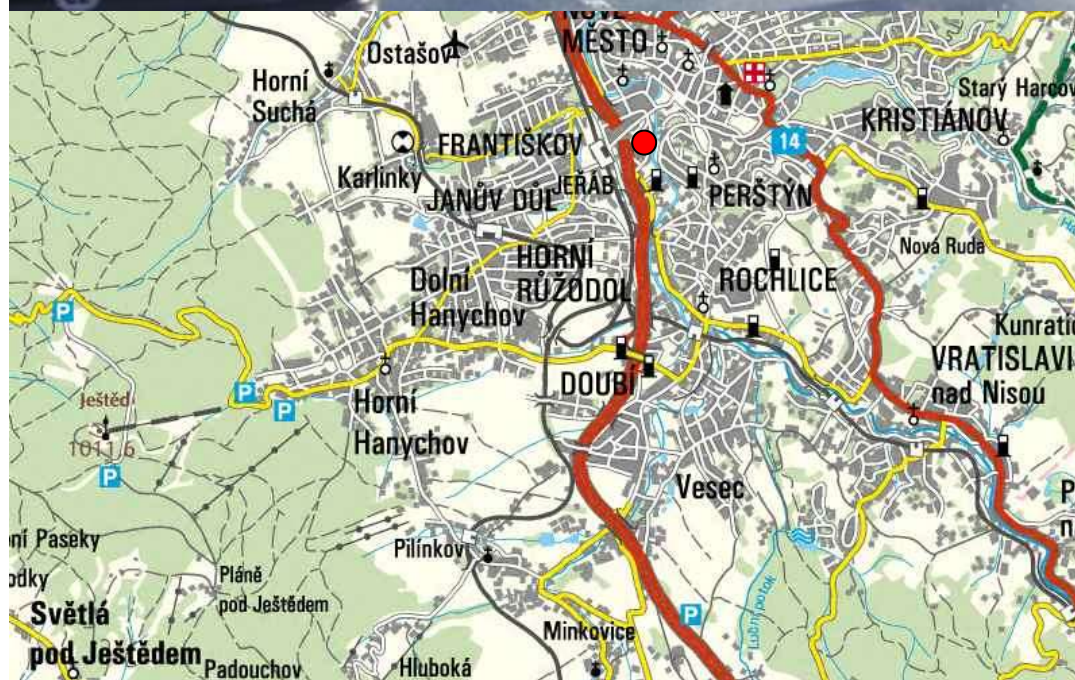 NOVÉ
MĚSTO
Ostašov
Horní
Suchá
Starý Harcov
KRISTIÁNOV
14
FRANTIŠKOV
Karlinky
JEŘÁB
PERŠTÝN
JANŮV DŮL
Nová Ruda
HORNÍ
RŮŽODOL
ROCHLICE
Dolní
Hanychov
P
Kunratic
VRATISLAVI
nad Nisou
DOUBÍ
P
P
Ještěd
1011,6
Horní
Hanychov
P
Vesec
P
n
ní Paseky
Pilínkov
odky
Pláně
pod Ještědem
Světlá
pod Ještědem
P
Luční potok
Minkovice
Padouchov
Hluboká